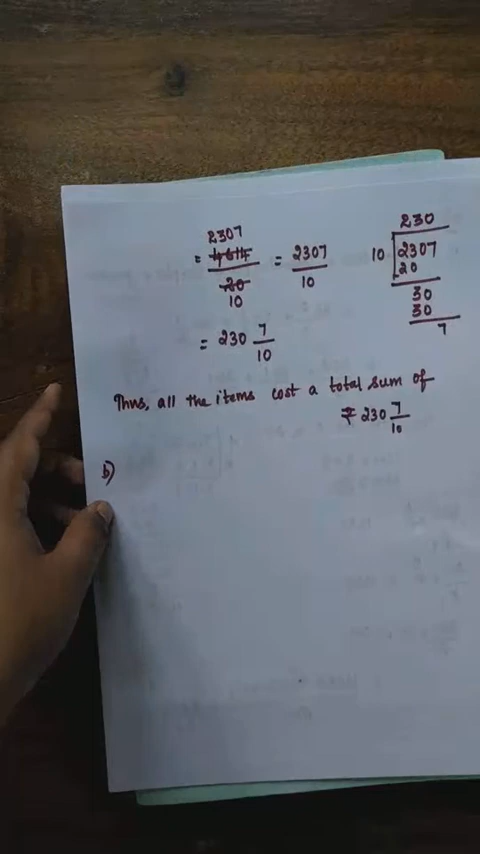 = 2307 4614 / 20 10 = 2307 / 10
= 230 7/10
230
10 2307
20
30
30
7
Thus, all the items cost a total sum of
₹ 230 7/10
b)